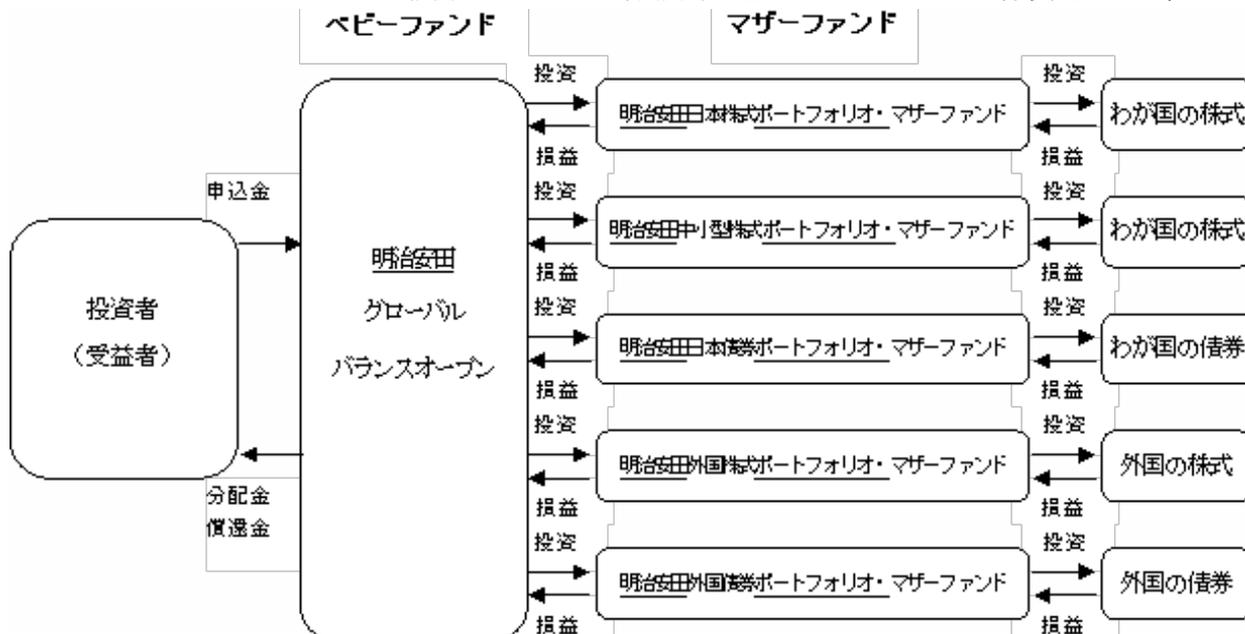 ベビーファンド
マザーファンド
投資
投資
明治安田日本株式ポートフォリオ・マザーファンド
わが国の株式
損益
損益
申込金
投資
投資
明治安田中小型株式ポートフォリオ・マザーファンド
わが国の株式
損益
損益
投資者
(受益者)
明治安田
グローバル
バランスオープン
投資
投資
明治安田日本債券ポートフォリオ・マザーファンド
わが国の債券
損益
損益
投資
投資
明治安田外国株式ポートフォリオ・マザーファンド
外国の株式
分配金
償還金
損益
損益
投資
投資
明治安田外国債券ポートフォリオ・マザーファンド
外国の債券
損益
損益